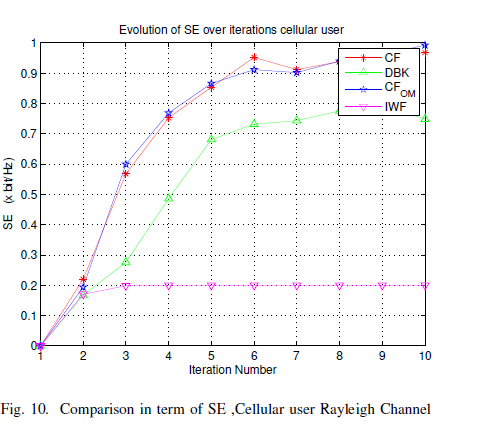 Evolution of SE over iterations cellular user
1
0.9
0.8
0.7
0.6
0.5
0.4
0.3
0.2
0.1
0
SE (x bit/Hz)
CF
DBK
CF_OM
IWF
1 2 3 4 5 6 7 8 9 10
Iteration Number
Fig. 10. Comparison in term of SE ,Cellular user Rayleigh Channel